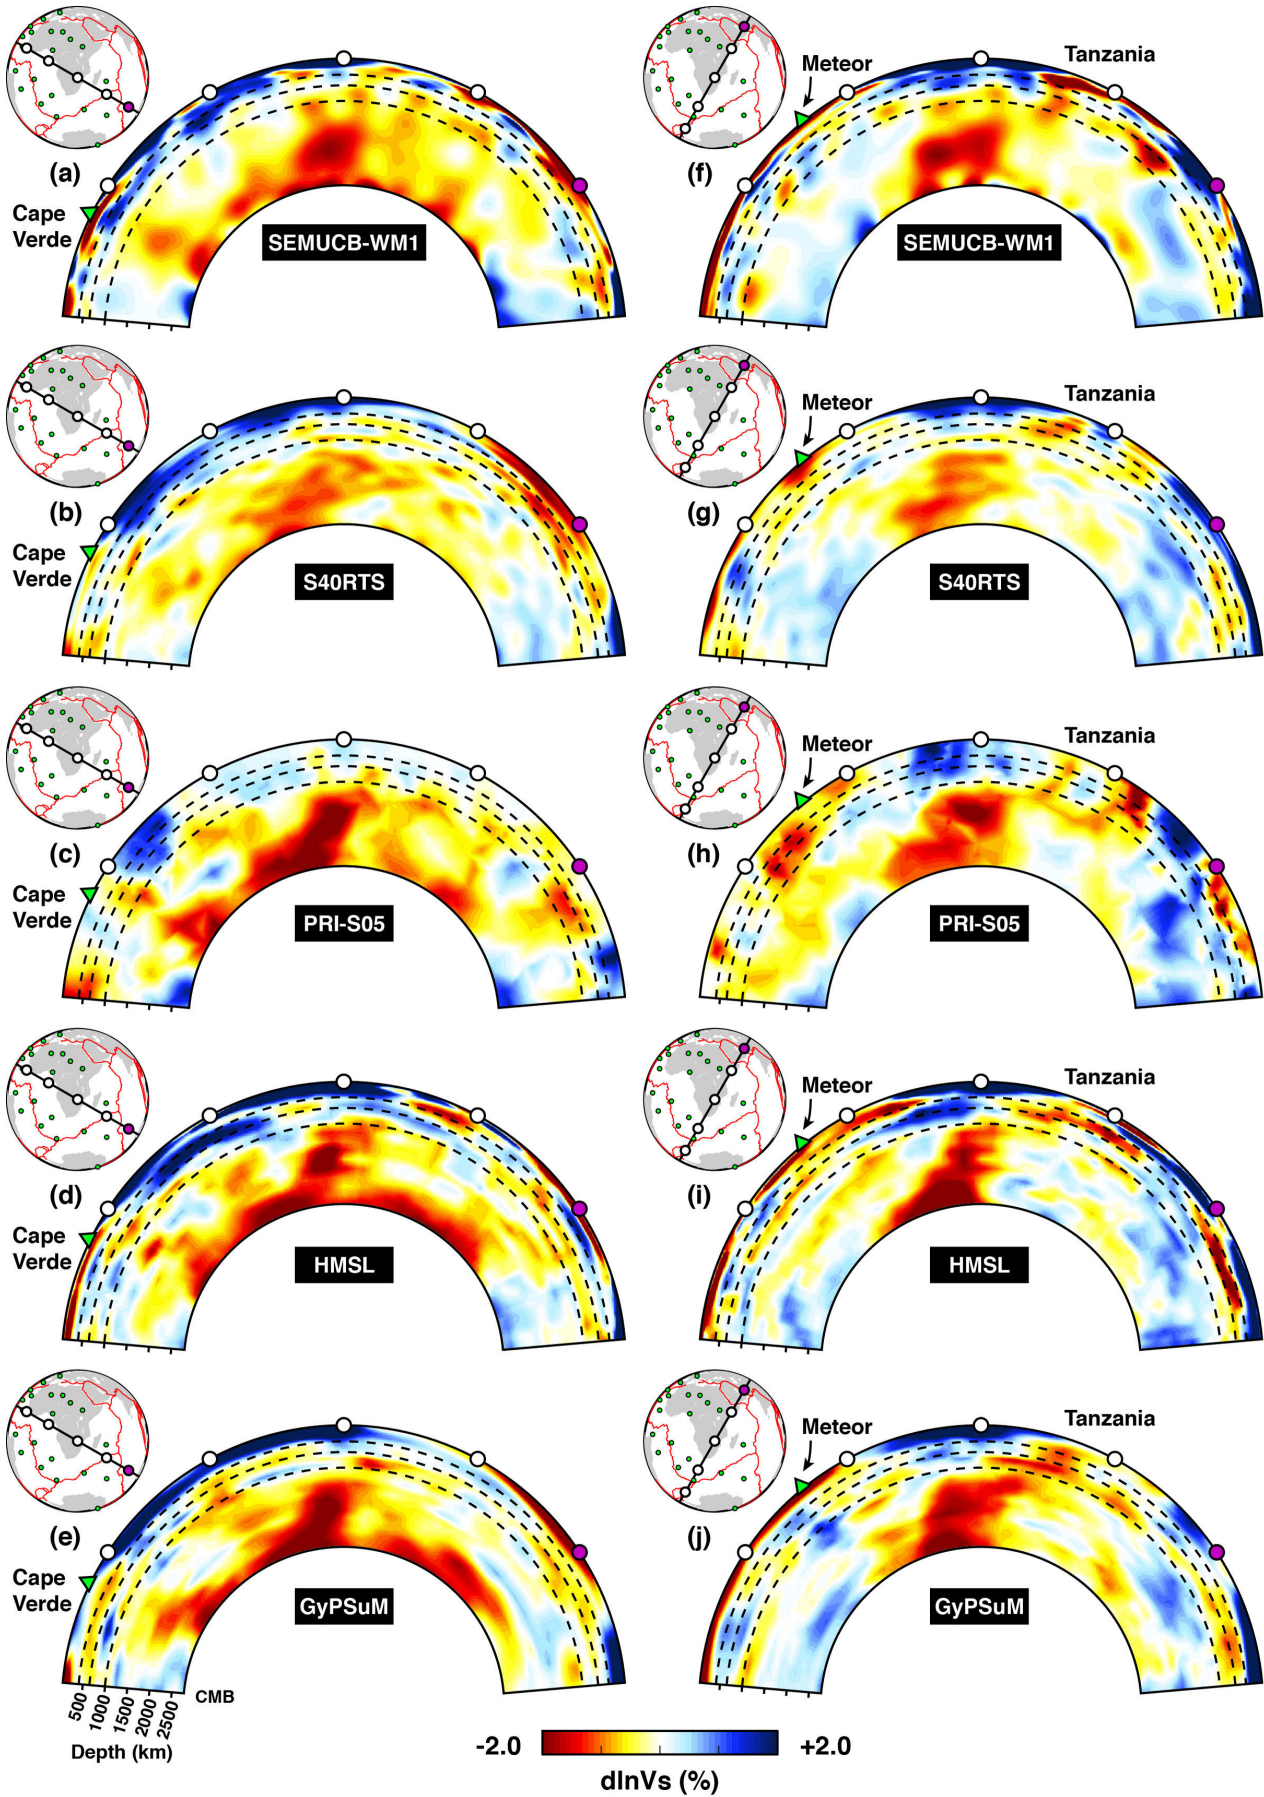 Meteor
Tanzania
(a)
(f)
Cape
Verde
SEMUCB-WM1
SEMUCB-WM1
Meteor
Tanzania
(b)
(g)
Cape
Verde
S40RTS
S40RTS
Meteor
Tanzania
(c)
(h)
Cape
Verde
PRI-S05
PRI-S05
Meteor
Tanzania
(d)
(i)
Cape
Verde
HMSL
HMSL
Meteor
Tanzania
(e)
(j)
Cape
Verde
GyPSuM
GyPSuM
CMB
500
1000
1500
2000
2500
Depth (km)
-2.0
+2.0
dlnVs (%)